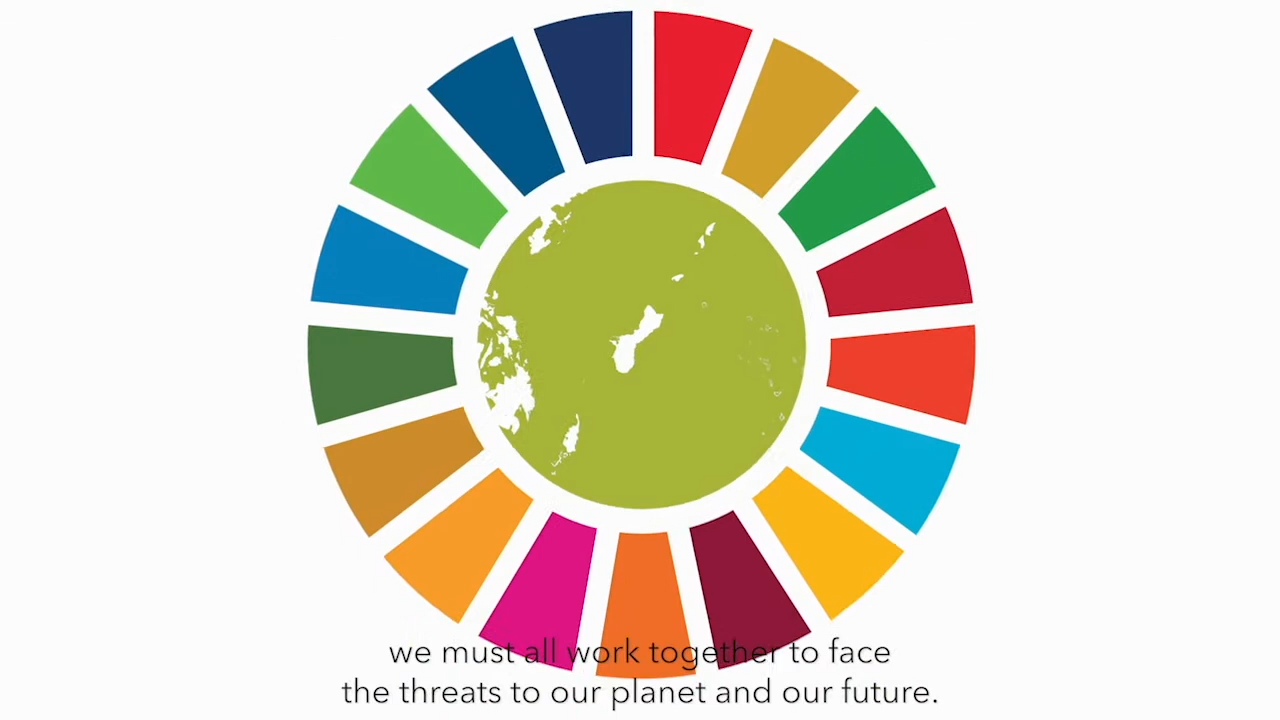 we must all work together to face
the threats to our planet and our future.